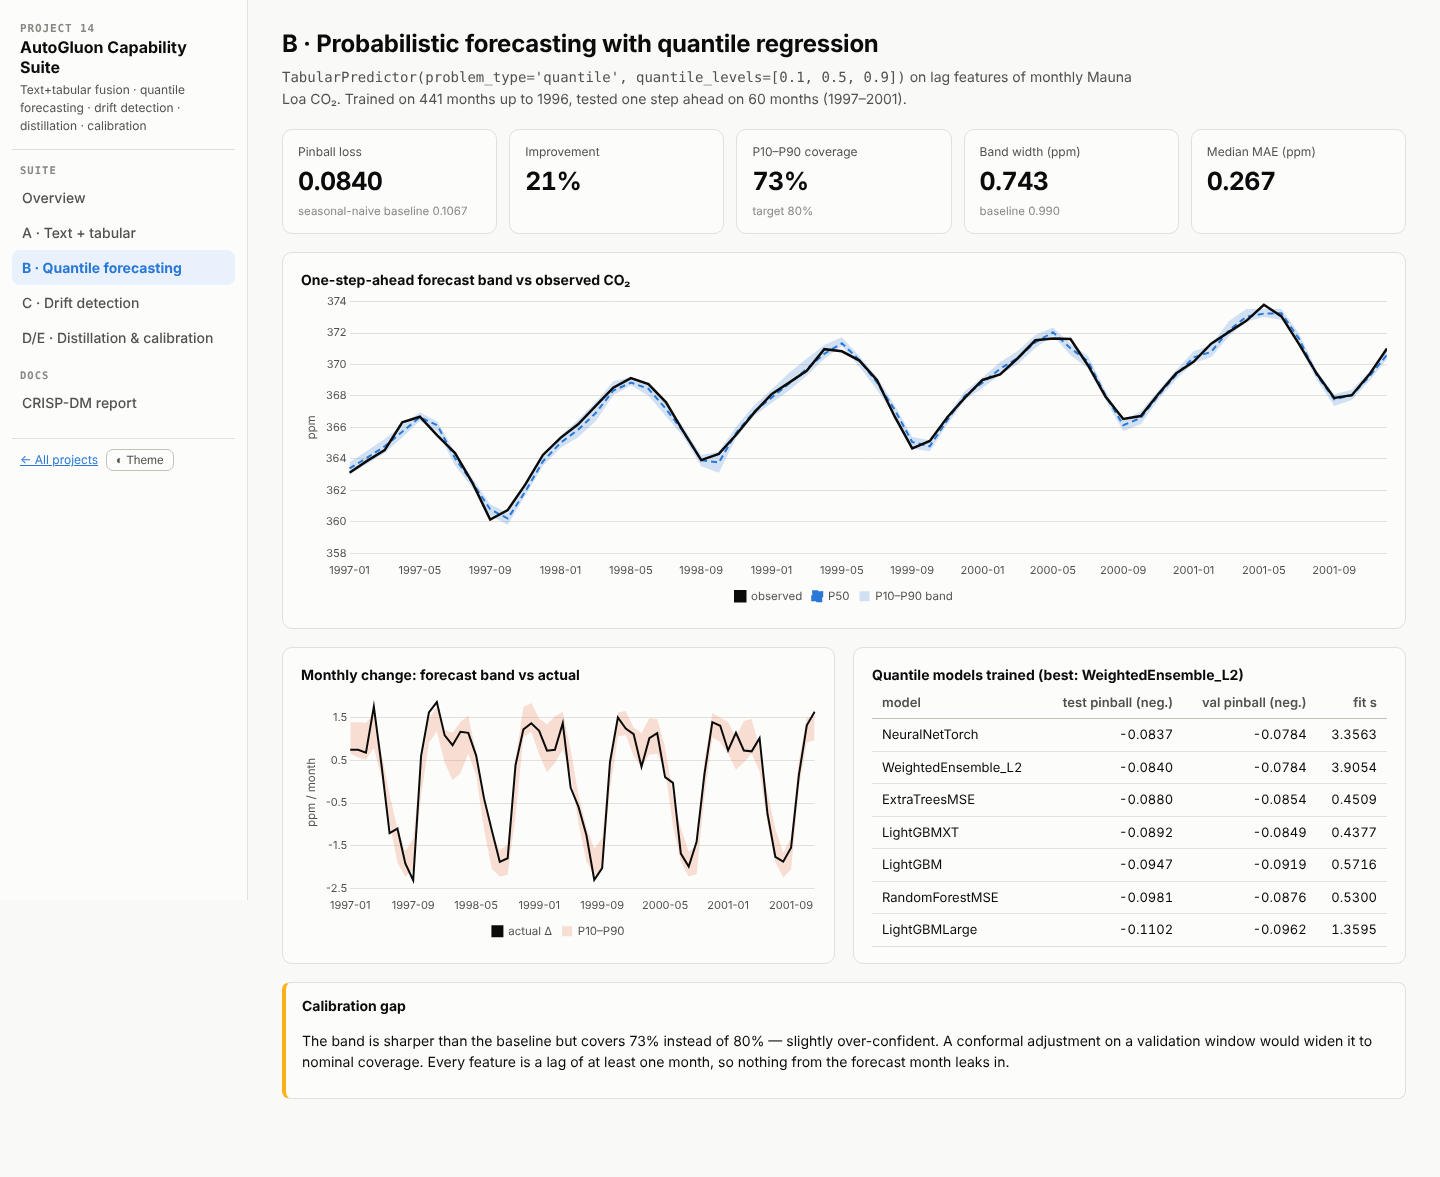 PROJECT 14
AutoGluon Capability
Suite
Text+tabular fusion · quantile
forecasting · drift detection ·
distillation · calibration
SUITE
Overview
A · Text + tabular
B · Quantile forecasting
C · Drift detection
D/E · Distillation & calibration
DOCS
CRISP-DM report
← All projects
Theme
B · Probabilistic forecasting with quantile regression
TabularPredictor(problem_type='quantile', quantile_levels=[0.1, 0.5, 0.9]) on lag features of monthly Mauna
Loa CO₂. Trained on 441 months up to 1996, tested one step ahead on 60 months (1997–2001).
Pinball loss
0.0840
seasonal-naive baseline 0.1067
Improvement
21%
P10–P90 coverage
73%
target 80%
Band width (ppm)
0.743
baseline 0.990
Median MAE (ppm)
0.267
One-step-ahead forecast band vs observed CO₂
374
372
370
368
366
364
362
360
358
ppm
1997-01 1997-05 1997-09 1998-01 1998-05 1998-09 1999-01 1999-05 1999-09 2000-01 2000-05 2000-09 2001-01 2001-05 2001-09
observed P50 P10–P90 band
Monthly change: forecast band vs actual
1.5
0.5
-0.5
-1.5
-2.5
ppm / month
1997-01 1997-09 1998-05 1999-01 1999-09 2000-05 2001-01 2001-09
actual Δ P10–P90
Quantile models trained (best: WeightedEnsemble_L2)
model test pinball (neg.) val pinball (neg.) fit s
NeuralNetTorch -0.0837 -0.0784 3.3563
WeightedEnsemble_L2 -0.0840 -0.0784 3.9054
ExtraTreesMSE -0.0880 -0.0854 0.4509
LightGBMXT -0.0892 -0.0849 0.4377
LightGBM -0.0947 -0.0919 0.5716
RandomForestMSE -0.0981 -0.0876 0.5300
LightGBMLarge -0.1102 -0.0962 1.3595
Calibration gap
The band is sharper than the baseline but covers 73% instead of 80% — slightly over-confident. A conformal adjustment on a validation window would widen it to
nominal coverage. Every feature is a lag of at least one month, so nothing from the forecast month leaks in.